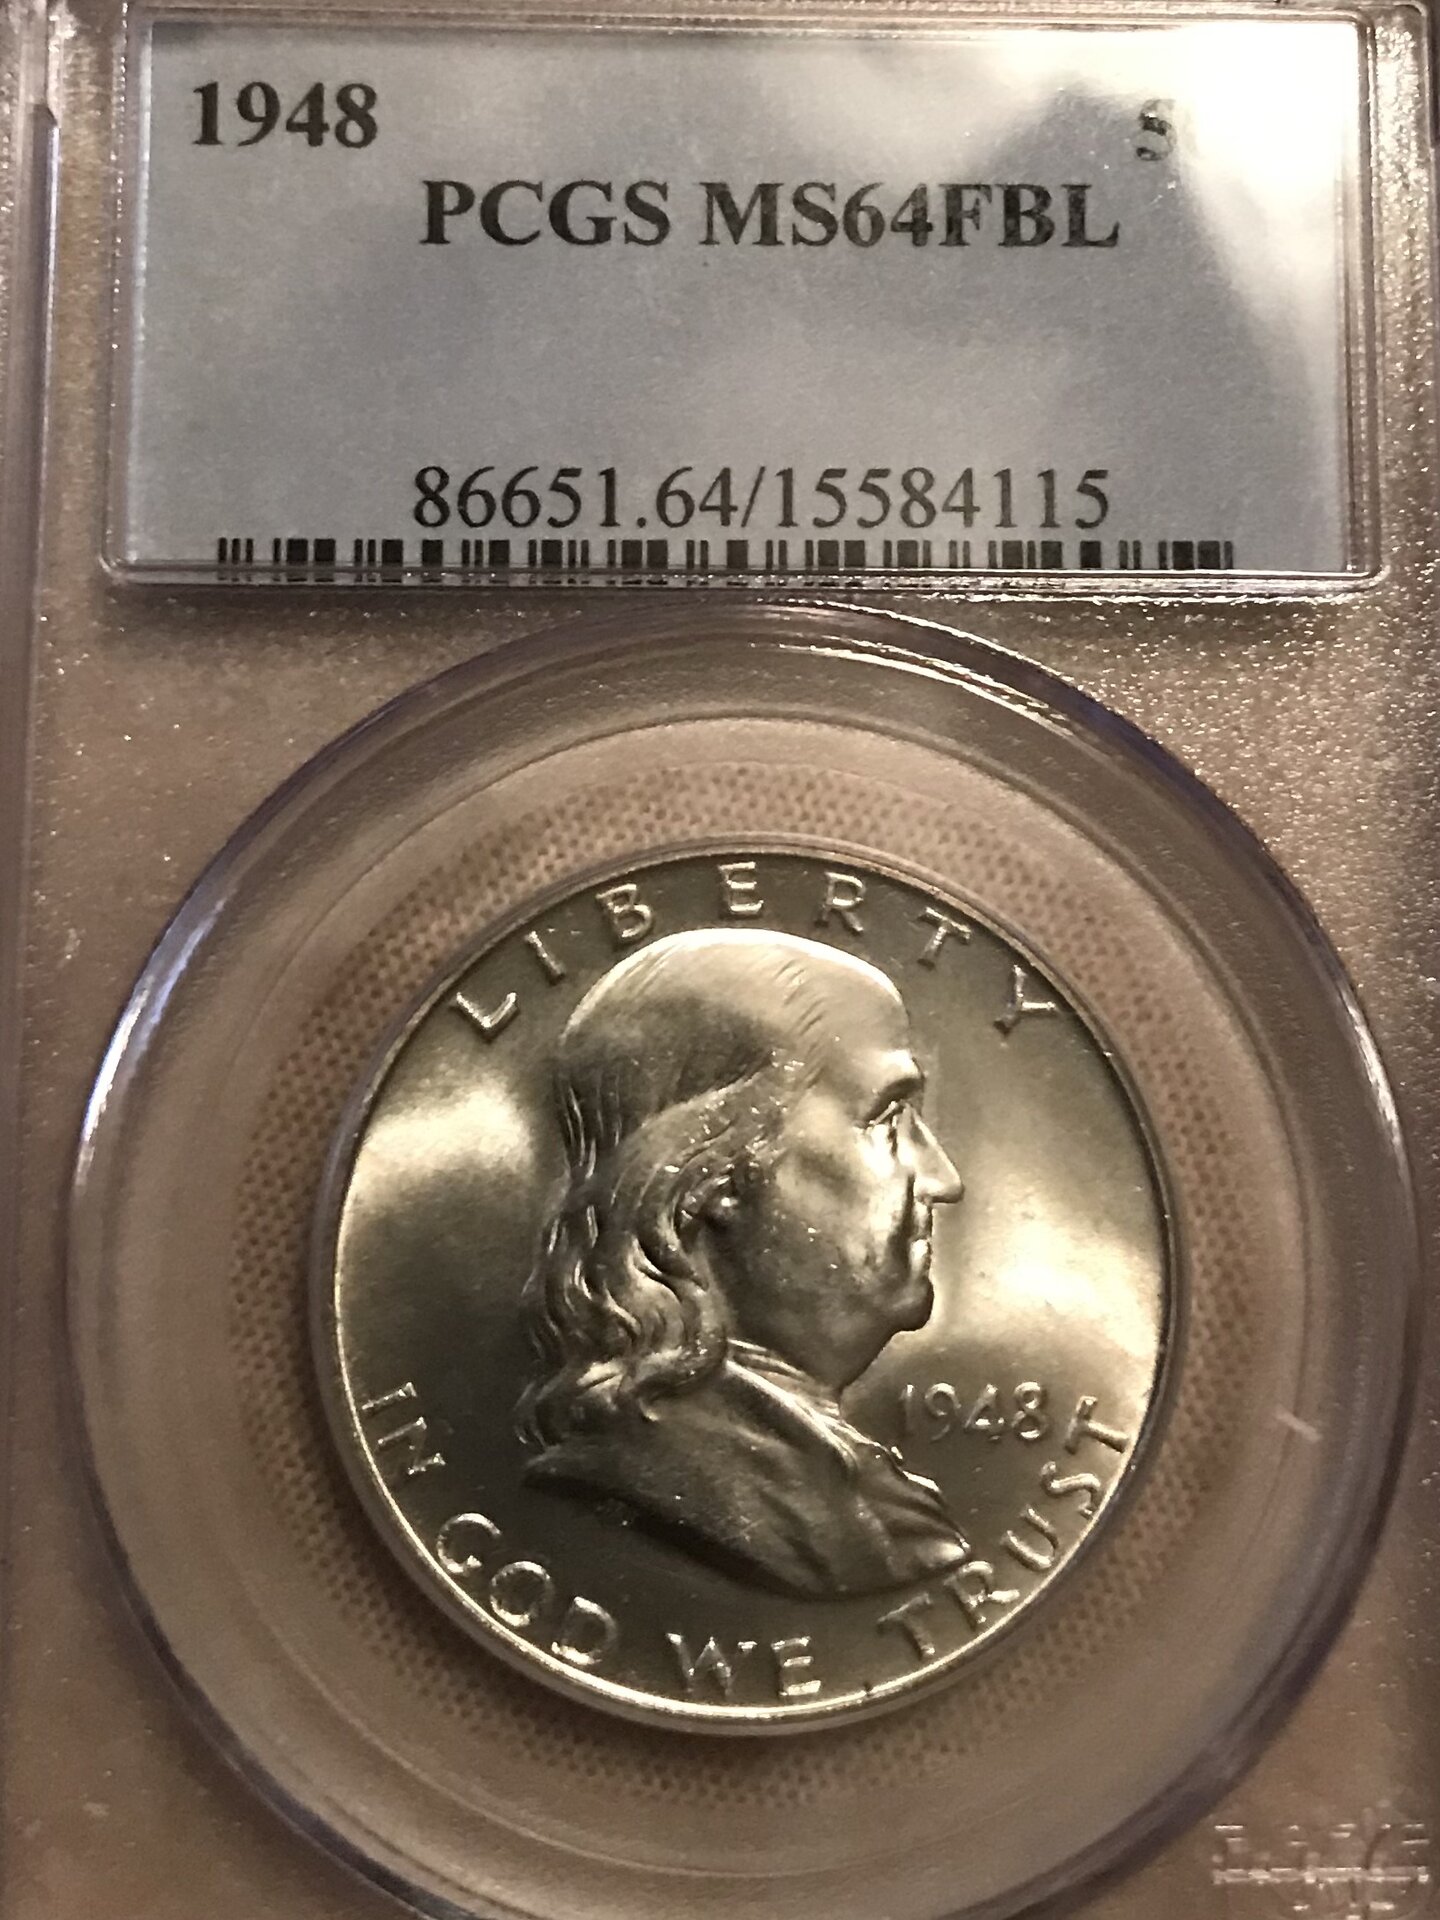 1948
PCGS MS64FBL
86651.64/15584115
LIBERTY
1948
IN GOD WE TRUST